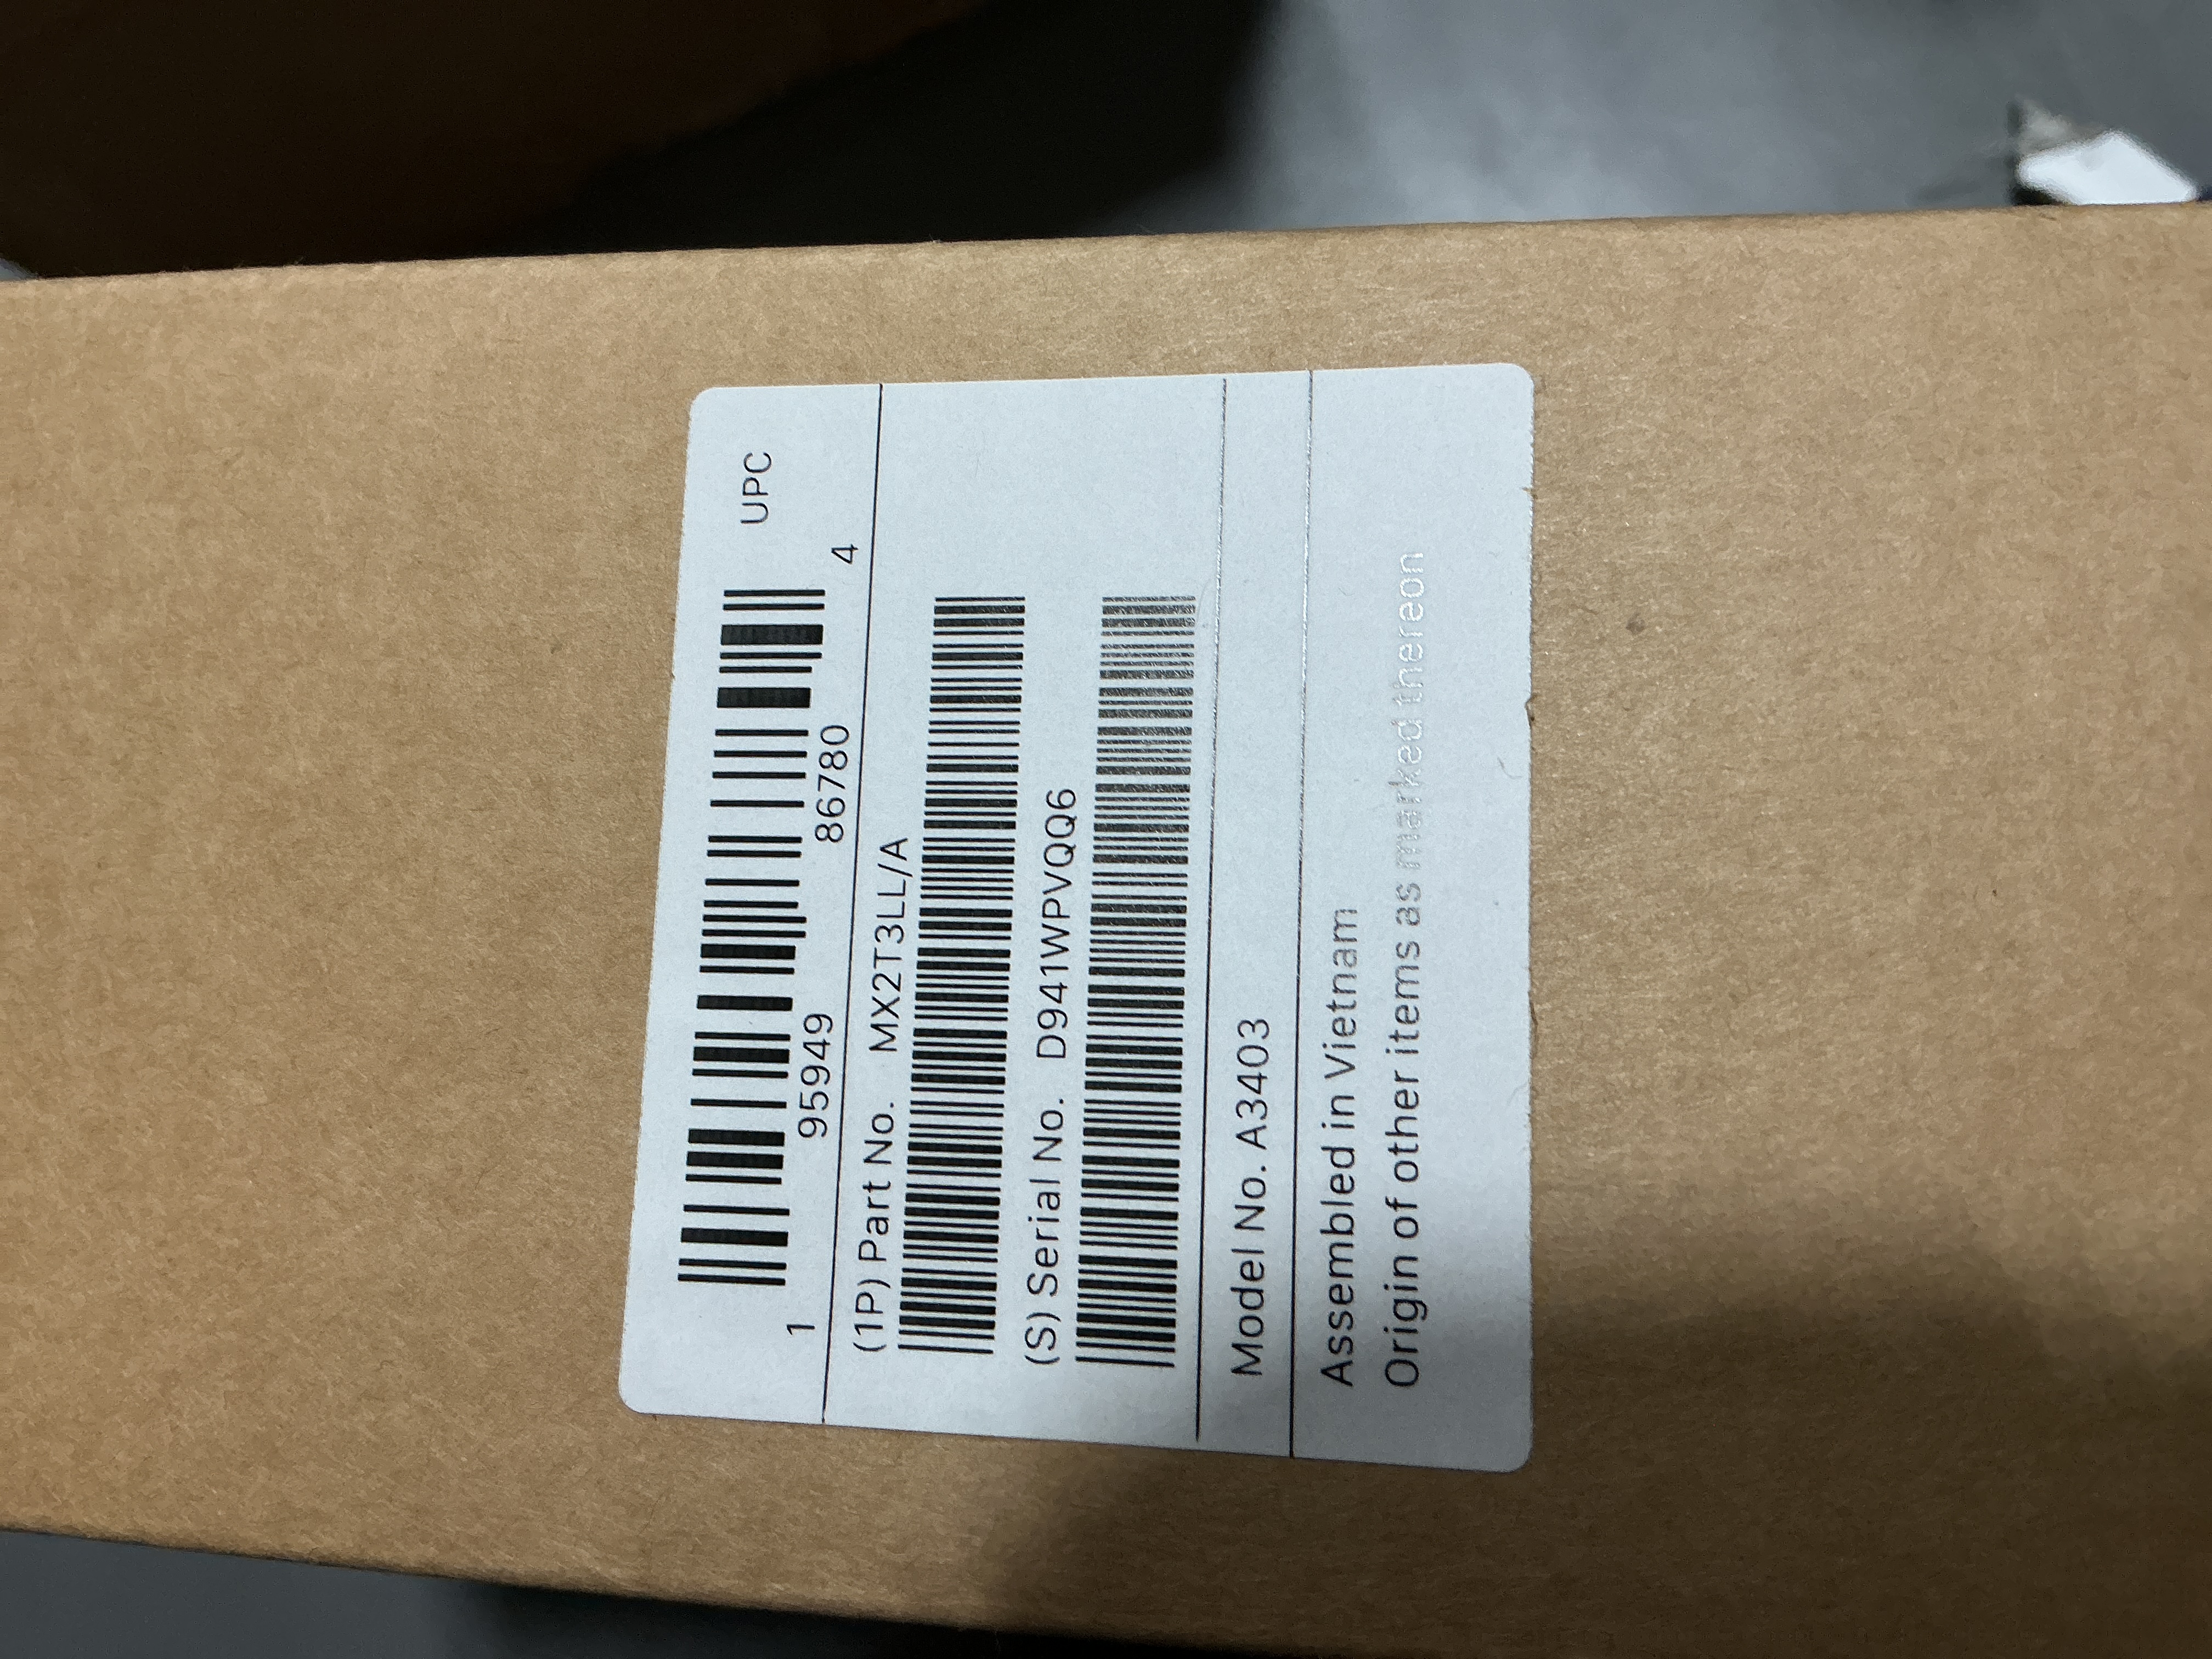 UPC
1 95949 86780 4
(1P) Part No. MX2T3LL/A
(S) Serial No. D941WPVQQ6
Model No. A3403
Assembled in Vietnam
Origin of other items as marked thereon